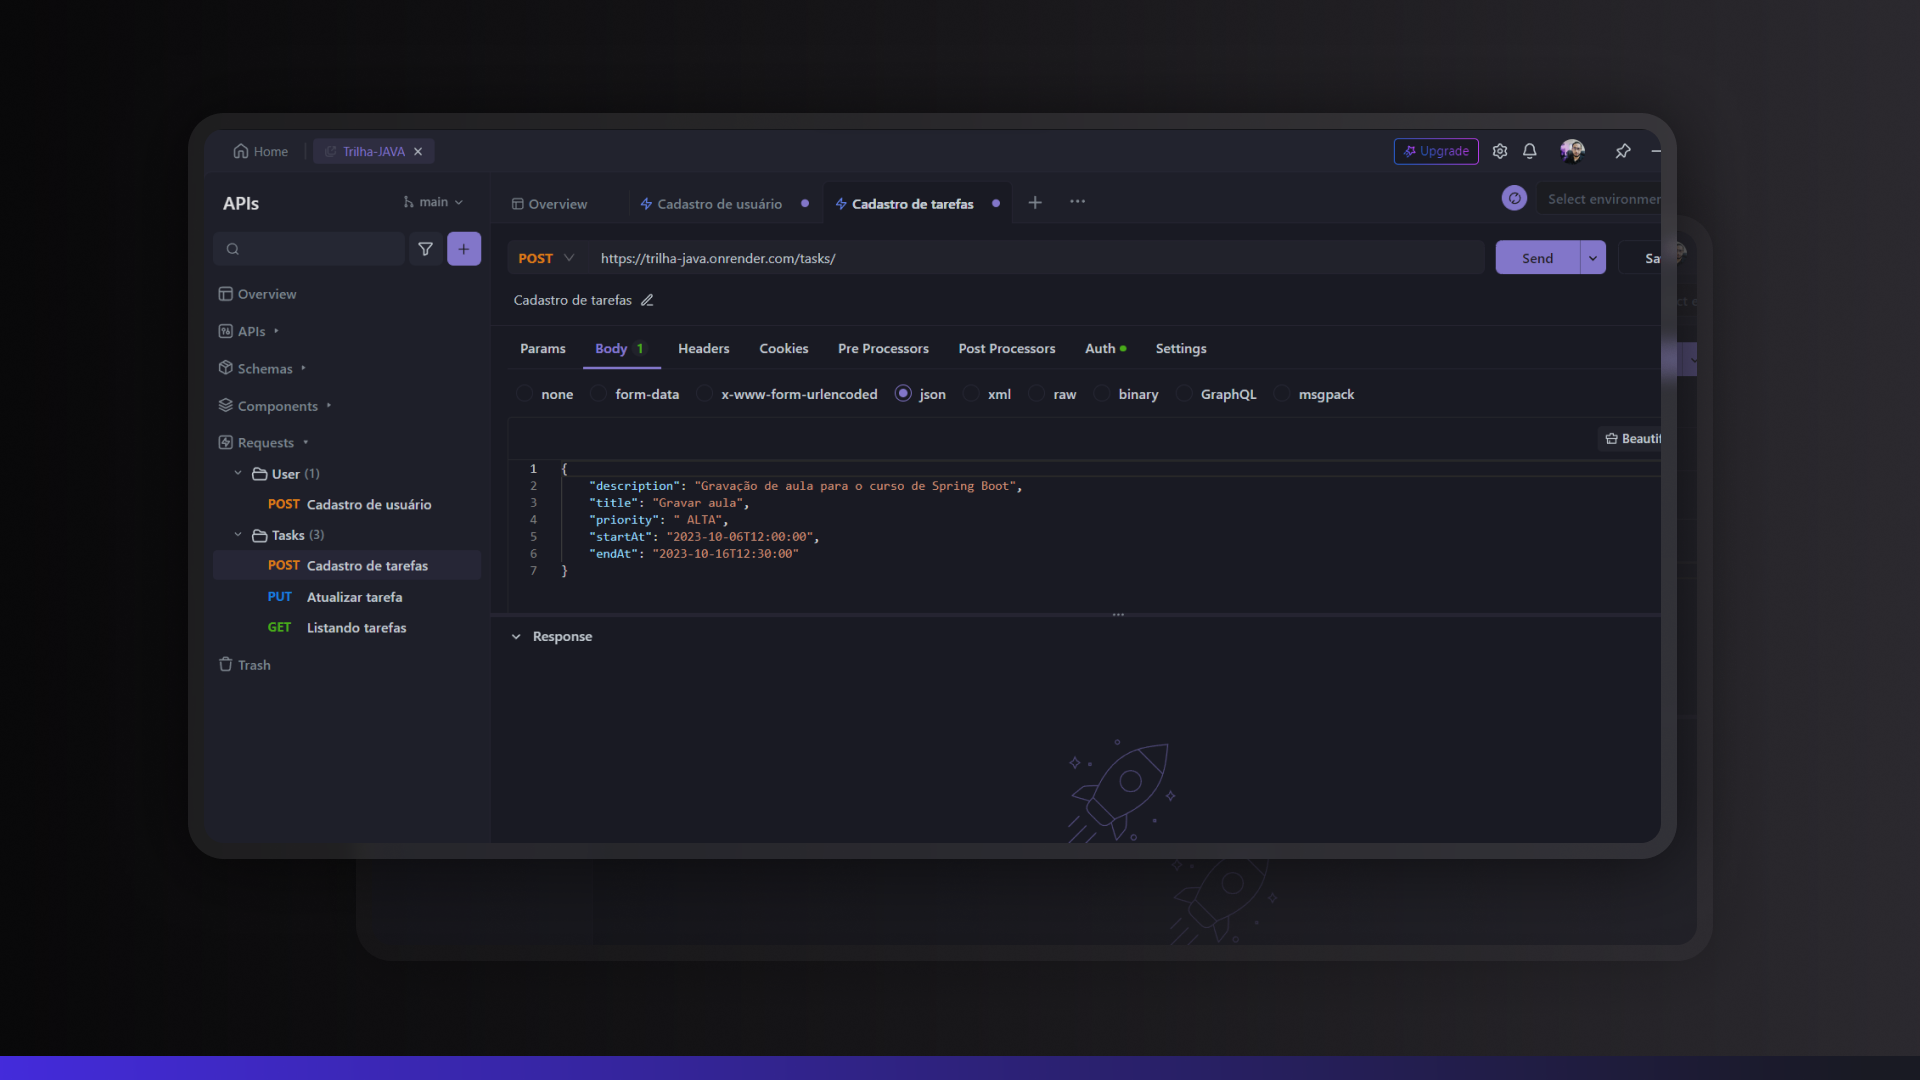 Home
Trilha-JAVA
Upgrade
APIs
main
Overview
Cadastro de usuário
Cadastro de tarefas
Select environmen
POST
https://trilha-java.onrender.com/tasks/
Send
Sa
Cadastro de tarefas
Overview
APIs
Schemas
Components
Requests
User (1)
POST Cadastro de usuário
Tasks (3)
POST Cadastro de tarefas
PUT Atualizar tarefa
GET Listando tarefas
Trash
Params
Body 1
Headers
Cookies
Pre Processors
Post Processors
Auth
Settings
none
form-data
x-www-form-urlencoded
json
xml
raw
binary
GraphQL
msgpack
Beautif
1 {
2 "description": "Gravação de aula para o curso de Spring Boot",
3 "title": "Gravar aula",
4 "priority": " ALTA",
5 "startAt": "2023-10-06T12:00:00",
6 "endAt": "2023-10-16T12:30:00"
7 }
Response